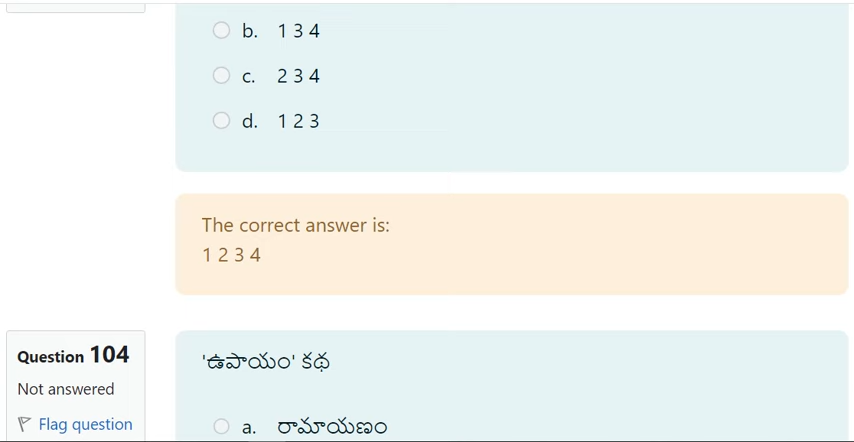 b. 1 3 4
c. 2 3 4
d. 1 2 3
The correct answer is:
1 2 3 4
Question 104
Not answered
Flag question
'ఉపాయం' కథ
a. రామాయణం